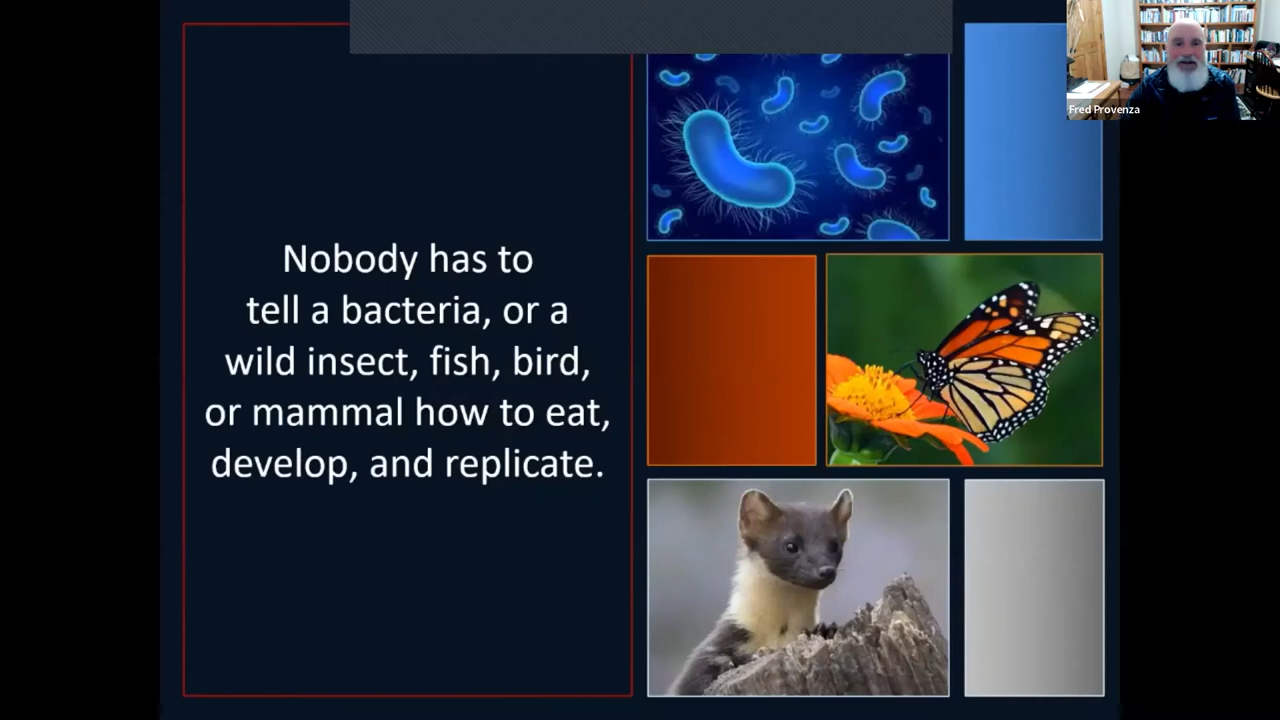 Fred Provenza
Nobody has to
tell a bacteria, or a
wild insect, fish, bird,
or mammal how to eat,
develop, and replicate.